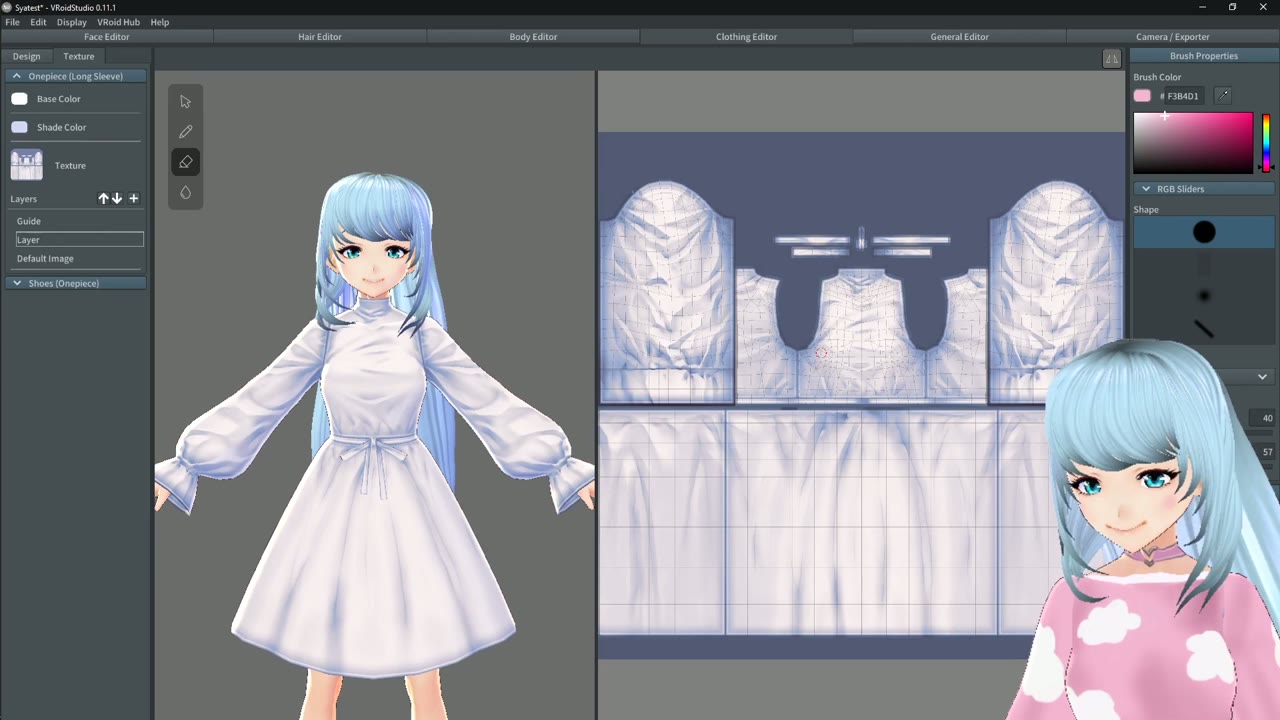 Syatest* - VRoidStudio 0.11.1
File Edit Display VRoid Hub Help
Face Editor Hair Editor Body Editor Clothing Editor General Editor Camera / Exporter
Design Texture
Brush Properties
Onepiece (Long Sleeve)
Brush Color
Base Color
# F3B4D1
Shade Color
Texture
RGB Sliders
Layers
Shape
Guide
Layer
Default Image
Shoes (Onepiece)
40
57